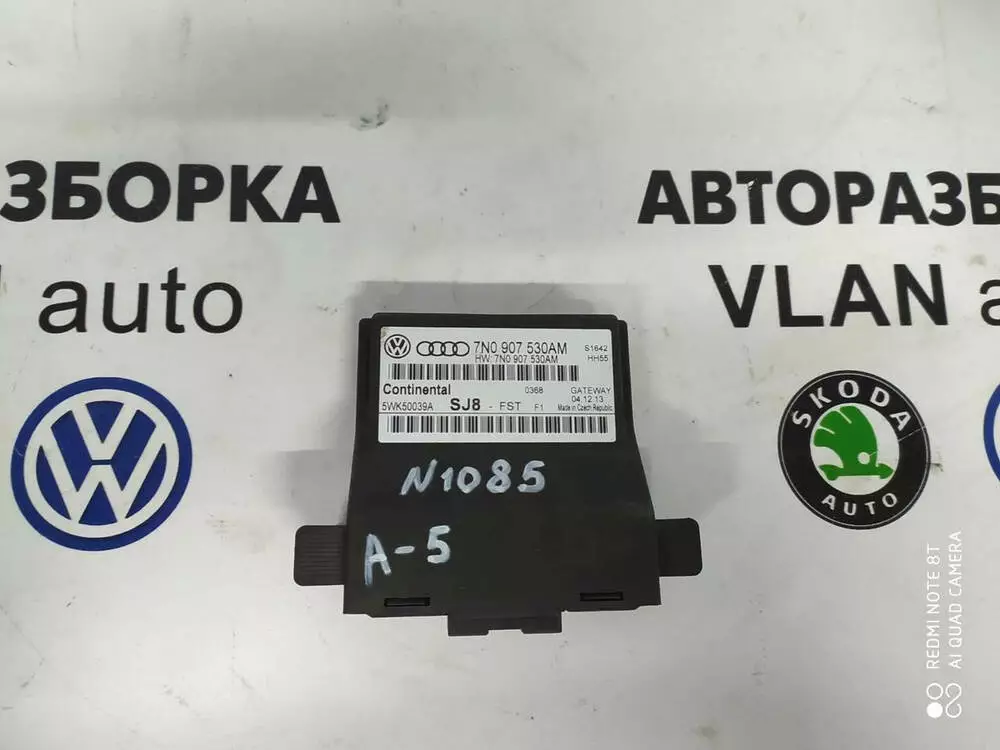 ЗБОРКА
auto
АВТОРАЗБ
VLAN a
7N0 907 530AM
S1642
HW: 7N0 907 530AM
HH55
Continental
0368
GATEWAY
04.12.13
5WK50039A
SJ8 - FST F1
Made in Czech Republic
N1085
A-5
SKODA
AUTO
REDMI NOTE 8T
AI QUAD CAMERA